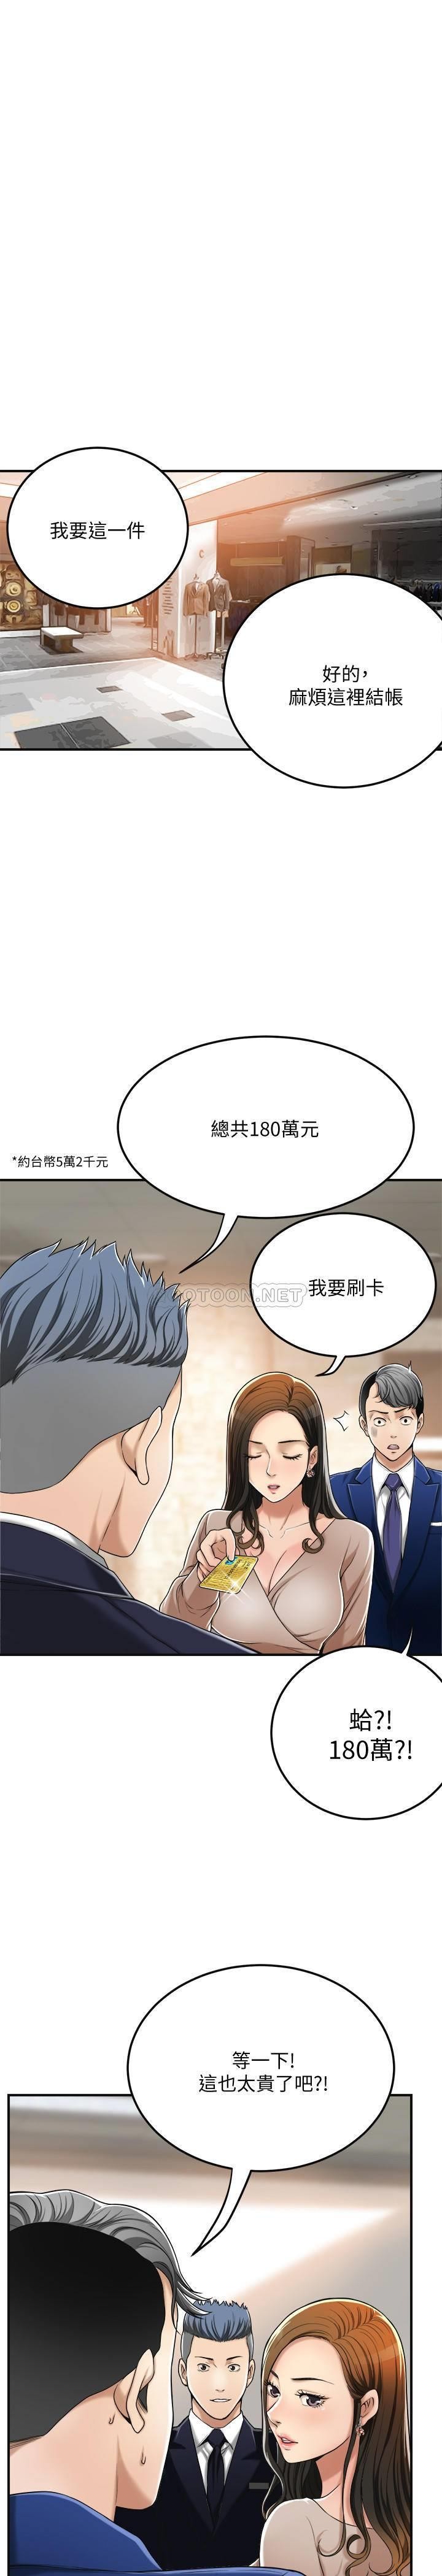 我要這一件
好的，
麻煩這裡結帳
總共180萬元
*約台幣5萬2千元
我要刷卡
蛤?!
180萬?!
等一下!
這也太貴了吧?!